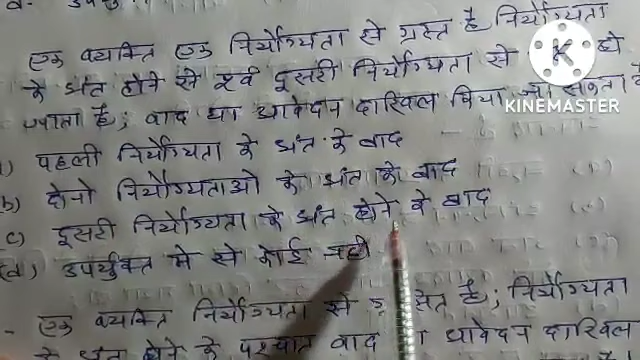 एक व्यक्ति एक निर्योग्यता से ग्रस्त है निर्योग्यता
के अंत होने से पूर्व दूसरी निर्योग्यता से हो
जाता है; वाद या आवेदन दाखिल किया जा सकता है
KINEMASTER
) पहली निर्योग्यता के अंत के बाद
b) दोनो निर्योग्यताओ के अंत के बाद
c) दूसरी निर्योग्यता के अंत होने के बाद
(d) उपर्युक्त मे से कोई नही
- एक व्यक्ति निर्योग्यता से है; निर्योग्यता
के अंत होने के पश्चात वाद या आवेदन दाखिल